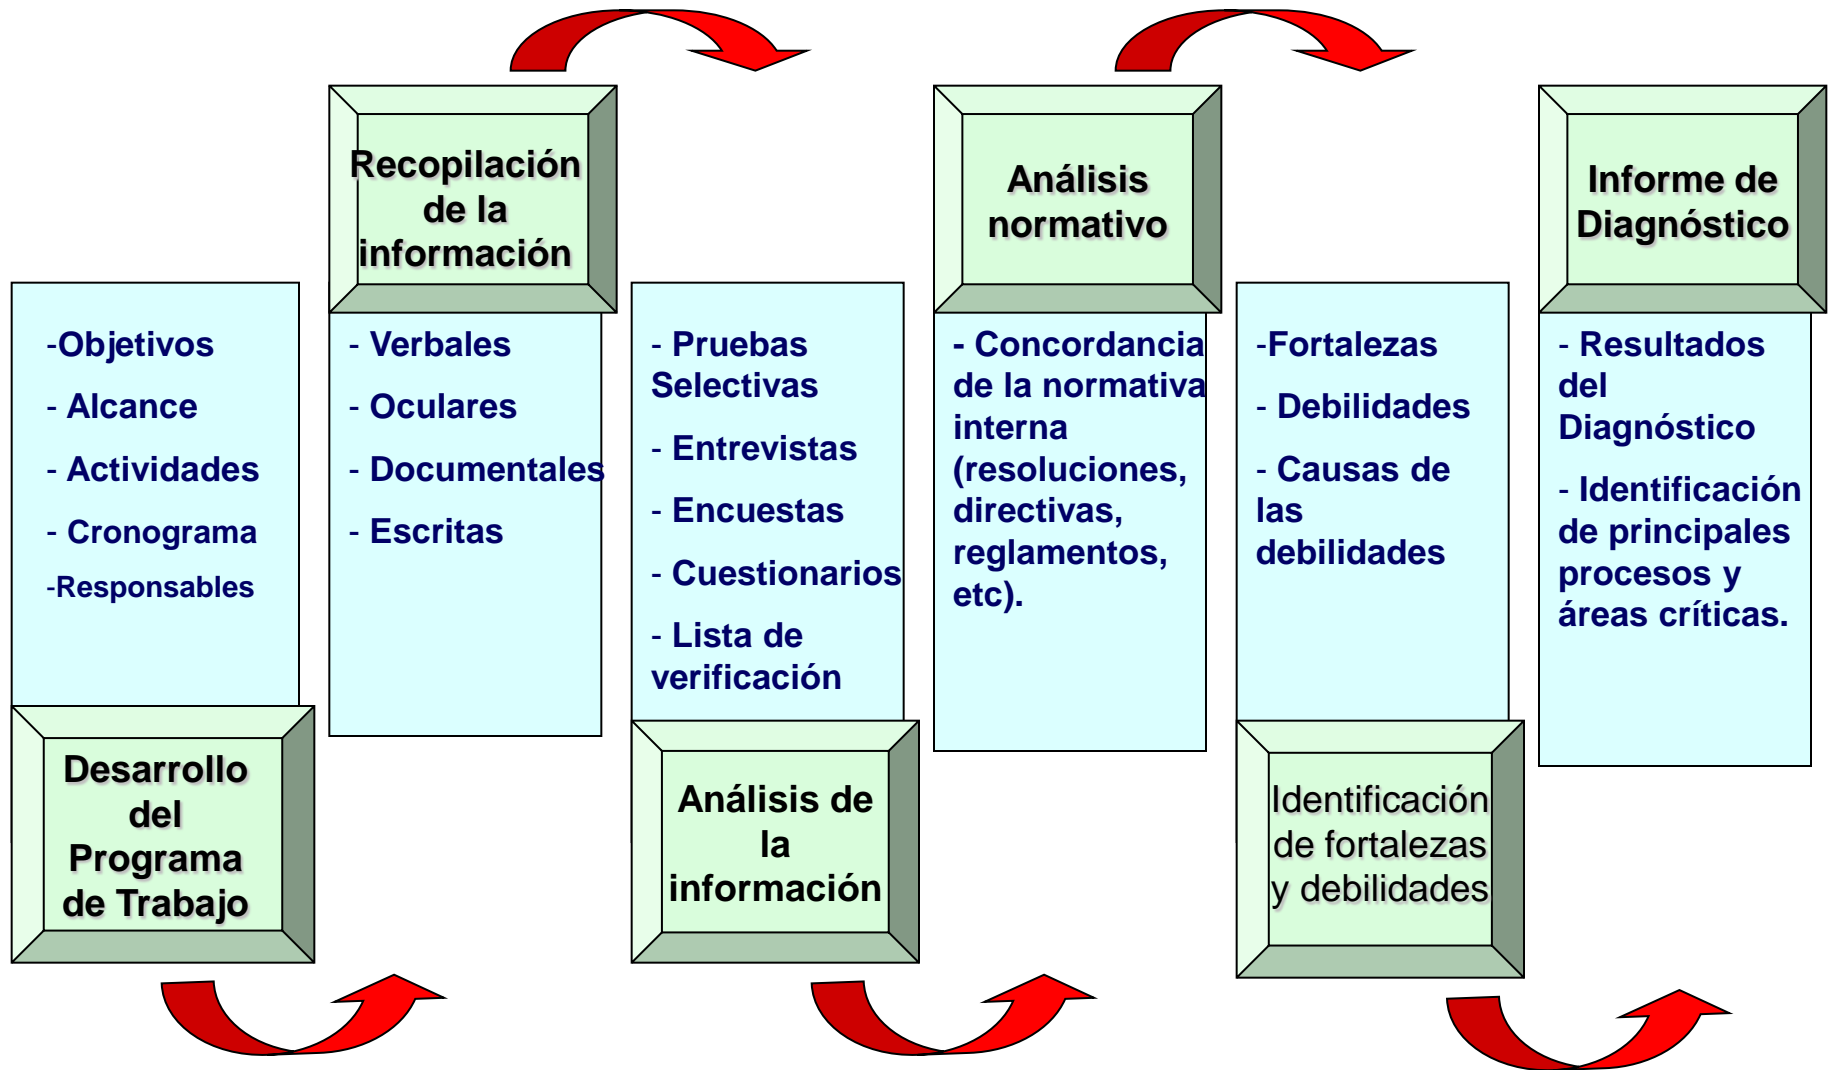 -Objetivos
- Alcance
- Actividades
- Cronograma
-Responsables
Desarrollo
del
Programa
de Trabajo
Recopilación
de la
información
- Verbales
- Oculares
- Documentales
- Escritas
- Pruebas
Selectivas
- Entrevistas
- Encuestas
- Cuestionarios
- Lista de
verificación
Análisis de
la
información
Análisis
normativo
- Concordancia
de la normativa
interna
(resoluciones,
directivas,
reglamentos,
etc).
-Fortalezas
- Debilidades
- Causas de
las
debilidades
Identificación
de fortalezas
y debilidades
Informe de
Diagnóstico
- Resultados
del
Diagnóstico
- Identificación
de principales
procesos y
áreas críticas.